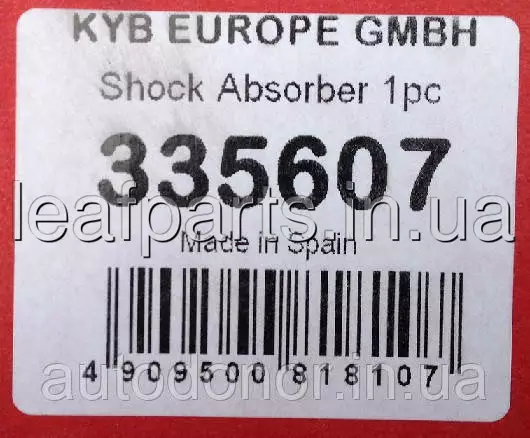 KYB EUROPE GMBH
Shock Absorber 1pc
335607
leafparts.in.ua
Made in Spain
4 909500 818107
autodonor.in.ua